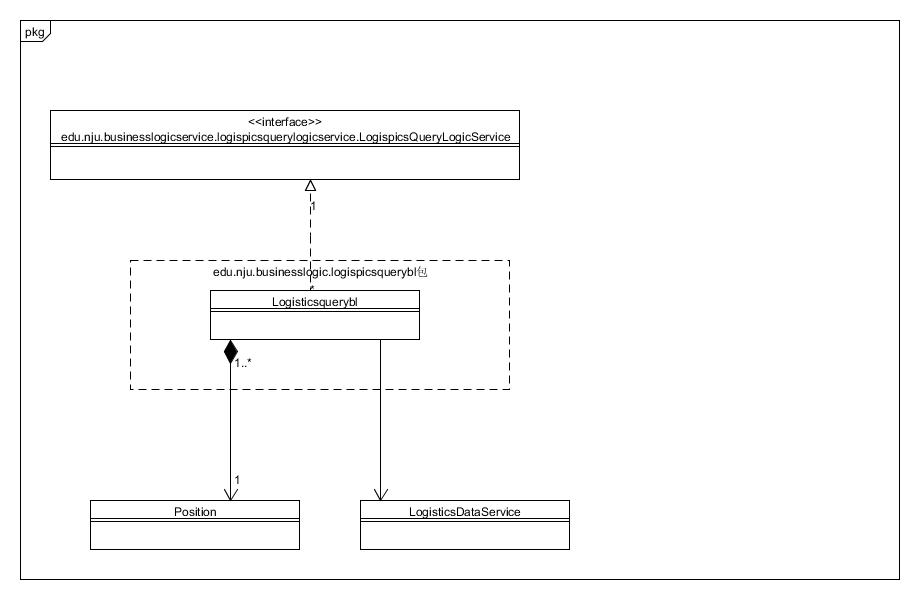 pkg
<<interface>>
edu.nju.businesslogicservice.logispicsquerylogicservice.LogispicsQueryLogicService
1
edu.nju.businesslogic.logispicsquerybl包
*
Logisticsquerybl
1..*
1
Position
LogisticsDataService